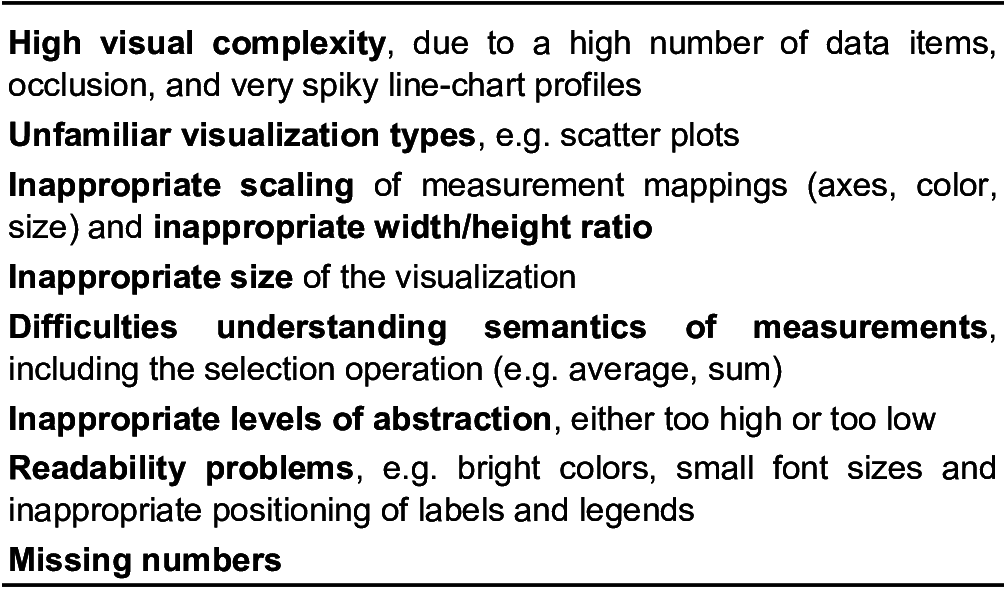 High visual complexity, due to a high number of data items,
occlusion, and very spiky line-chart profiles
Unfamiliar visualization types, e.g. scatter plots
Inappropriate scaling of measurement mappings (axes, color,
size) and inappropriate width/height ratio
Inappropriate size of the visualization
Difficulties understanding semantics of measurements,
including the selection operation (e.g. average, sum)
Inappropriate levels of abstraction, either too high or too low
Readability problems, e.g. bright colors, small font sizes and
inappropriate positioning of labels and legends
Missing numbers